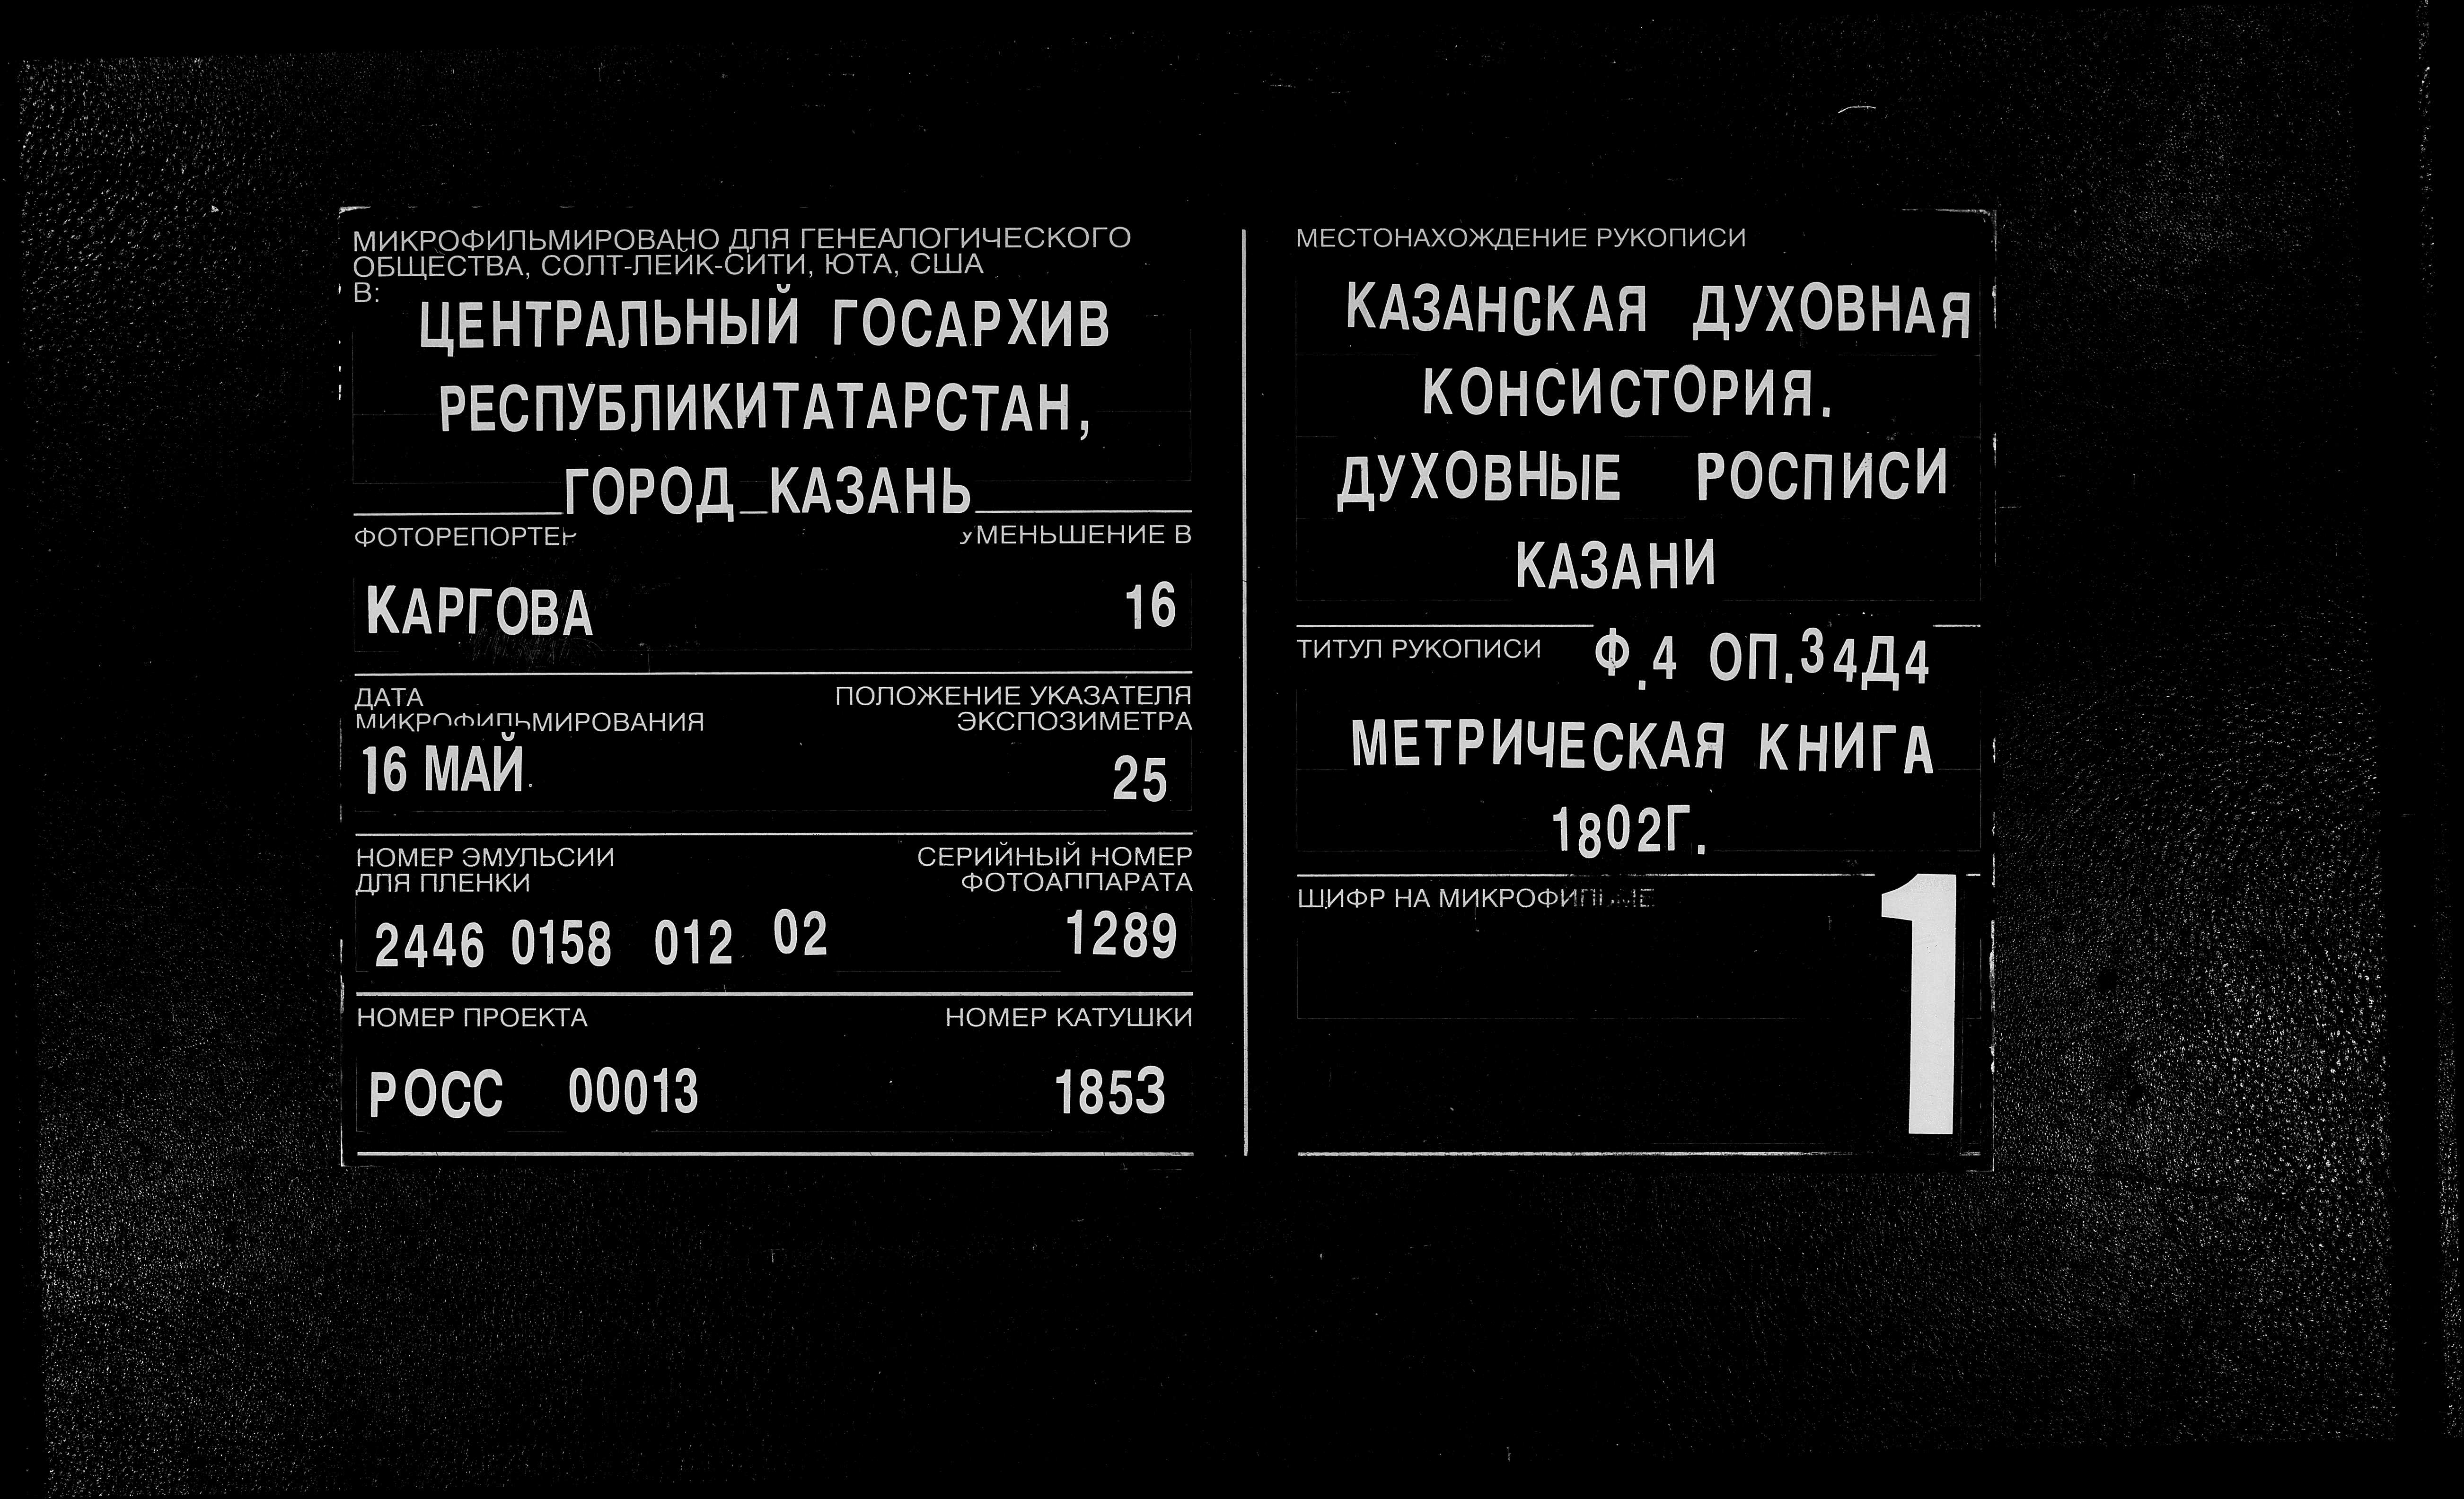 МИКРОФИЛЬМИРОВАНО ДЛЯ ГЕНЕАЛОГИЧЕСКОГО
ОБЩЕСТВА, СОЛТ-ЛЕЙК-СИТИ, ЮТА, США
В:
ЦЕНТРАЛЬНЫЙ ГОСАРХИВ
РЕСПУБЛИКИТАТАРСТАН,
ГОРОД КАЗАНЬ
ФОТОРЕПОРТЕР УМЕНЬШЕНИЕ В
КАРГОВА 16
ДАТА ПОЛОЖЕНИЕ УКАЗАТЕЛЯ
МИКРОФИЛЬМИРОВАНИЯ ЭКСПОЗИМЕТРА
16 МАЙ 25
НОМЕР ЭМУЛЬСИИ СЕРИЙНЫЙ НОМЕР
ДЛЯ ПЛЕНКИ ФОТОАППАРАТА
2446 0158 012 02 1289
НОМЕР ПРОЕКТА НОМЕР КАТУШКИ
РОСС 00013 1853
МЕСТОНАХОЖДЕНИЕ РУКОПИСИ
КАЗАНСКАЯ ДУХОВНАЯ
КОНСИСТОРИЯ.
ДУХОВНЫЕ РОСПИСИ
КАЗАНИ
ТИТУЛ РУКОПИСИ Ф.4 ОП.34Д4
МЕТРИЧЕСКАЯ КНИГА
1802Г.
ШИФР НА МИКРОФИЛЬМЕ
1